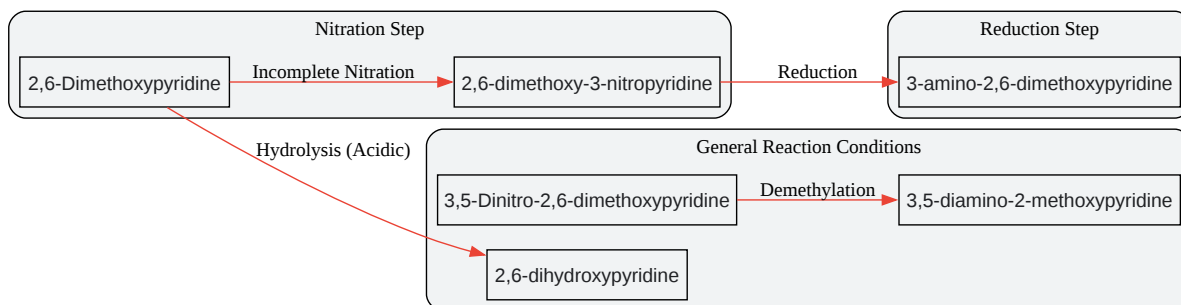 Nitration Step
Reduction Step
2,6-Dimethoxypyridine
Incomplete Nitration
2,6-dimethoxy-3-nitropyridine
Reduction
3-amino-2,6-dimethoxypyridine
Hydrolysis (Acidic)
General Reaction Conditions
3,5-Dinitro-2,6-dimethoxypyridine
Demethylation
3,5-diamino-2-methoxypyridine
2,6-dihydroxypyridine